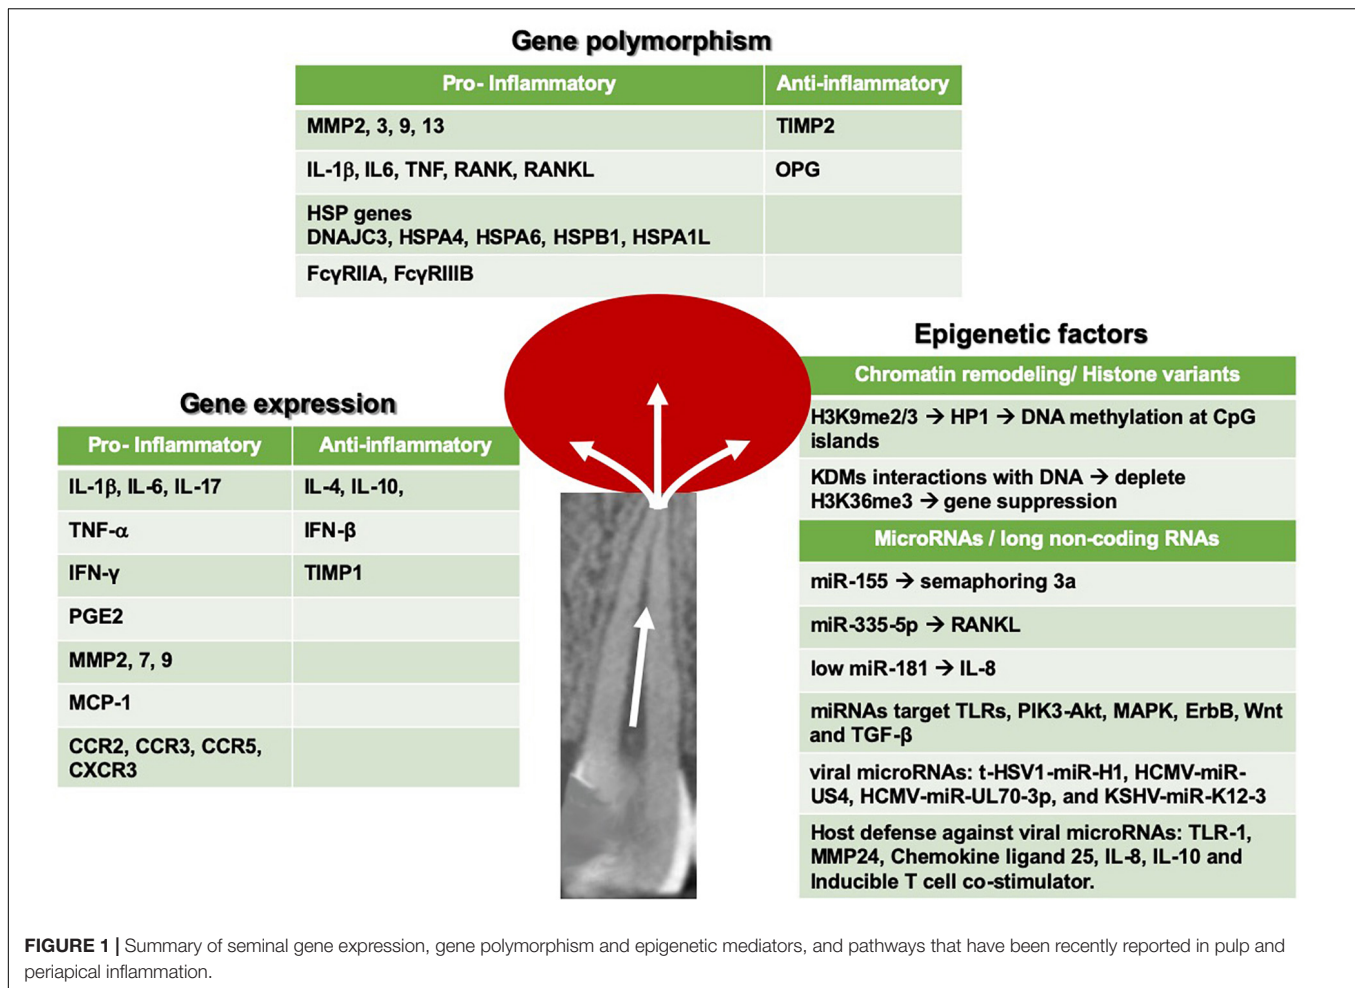 Gene polymorphism
Pro- Inflammatory
Anti-inflammatory
MMP2, 3, 9, 13
TIMP2
IL-1β, IL6, TNF, RANK, RANKL
OPG
HSP genes
DNAJC3, HSPA4, HSPA6, HSPB1, HSPA1L
FcγRIIA, FcγRIIIB
Gene expression
Pro- Inflammatory
Anti-inflammatory
IL-1β, IL-6, IL-17
IL-4, IL-10,
TNF-α
IFN-β
IFN-γ
TIMP1
PGE2
MMP2, 7, 9
MCP-1
CCR2, CCR3, CCR5,
CXCR3
Epigenetic factors
Chromatin remodeling/ Histone variants
H3K9me2/3 → HP1 → DNA methylation at CpG
islands
KDMs interactions with DNA → deplete
H3K36me3 → gene suppression
MicroRNAs / long non-coding RNAs
miR-155 → semaphoring 3a
miR-335-5p → RANKL
low miR-181 → IL-8
miRNAs target TLRs, PIK3-Akt, MAPK, ErbB, Wnt
and TGF-β
viral microRNAs: t-HSV1-miR-H1, HCMV-miR-
US4, HCMV-miR-UL70-3p, and KSHV-miR-K12-3
Host defense against viral microRNAs: TLR-1,
MMP24, Chemokine ligand 25, IL-8, IL-10 and
Inducible T cell co-stimulator.
FIGURE 1 | Summary of seminal gene expression, gene polymorphism and epigenetic mediators, and pathways that have been recently reported in pulp and
periapical inflammation.